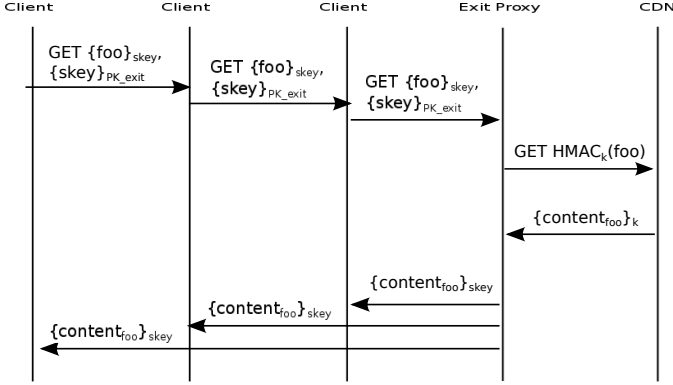 Client Client Client Exit Proxy CDN
GET {foo}skey,
{skey}PK_exit
GET {foo}skey,
{skey}PK_exit
GET {foo}skey,
{skey}PK_exit
GET HMACk(foo)
{contentfoo}k
{contentfoo}skey
{contentfoo}skey
{contentfoo}skey